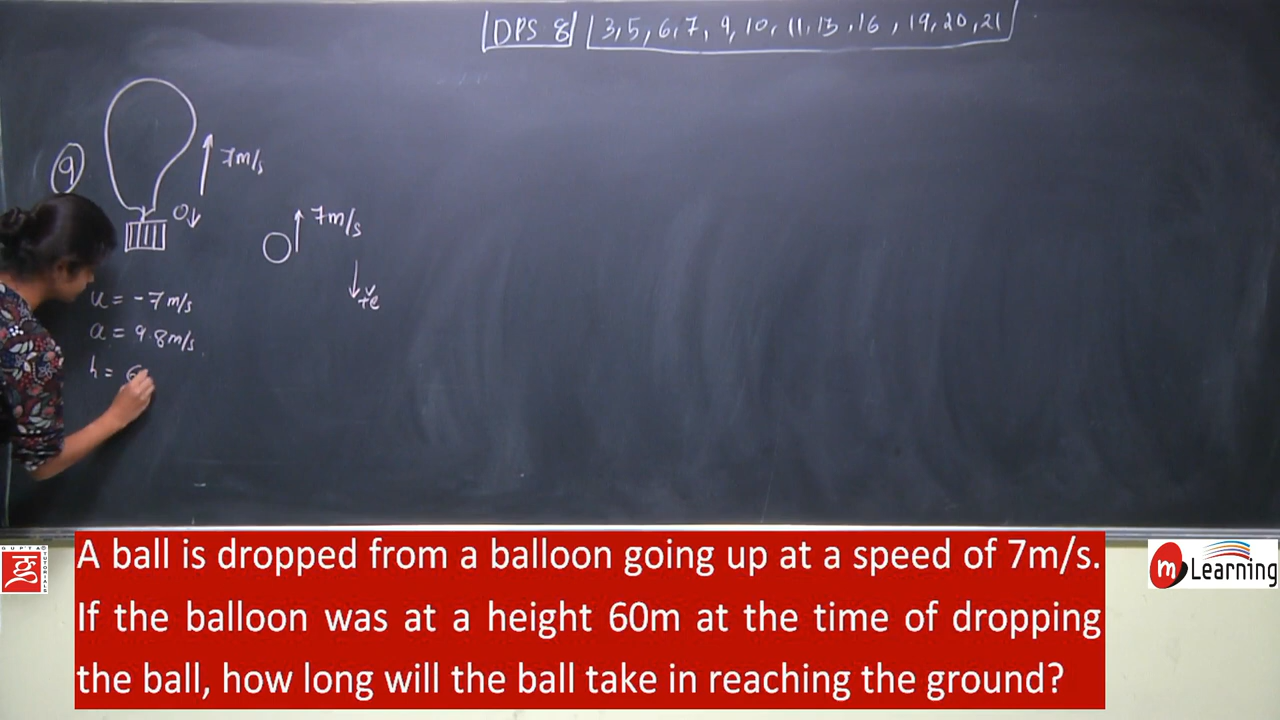 DPS 8 3, 5, 6, 7, 9, 10, 11, 13, 16, 19, 20, 21
9
7m/s
7m/s
+ve
u = -7 m/s
a = 9.8 m/s
h = 6
A ball is dropped from a balloon going up at a speed of 7m/s.
If the balloon was at a height 60m at the time of dropping
the ball, how long will the ball take in reaching the ground?
GUPTA
TUTORIALS
m Learning